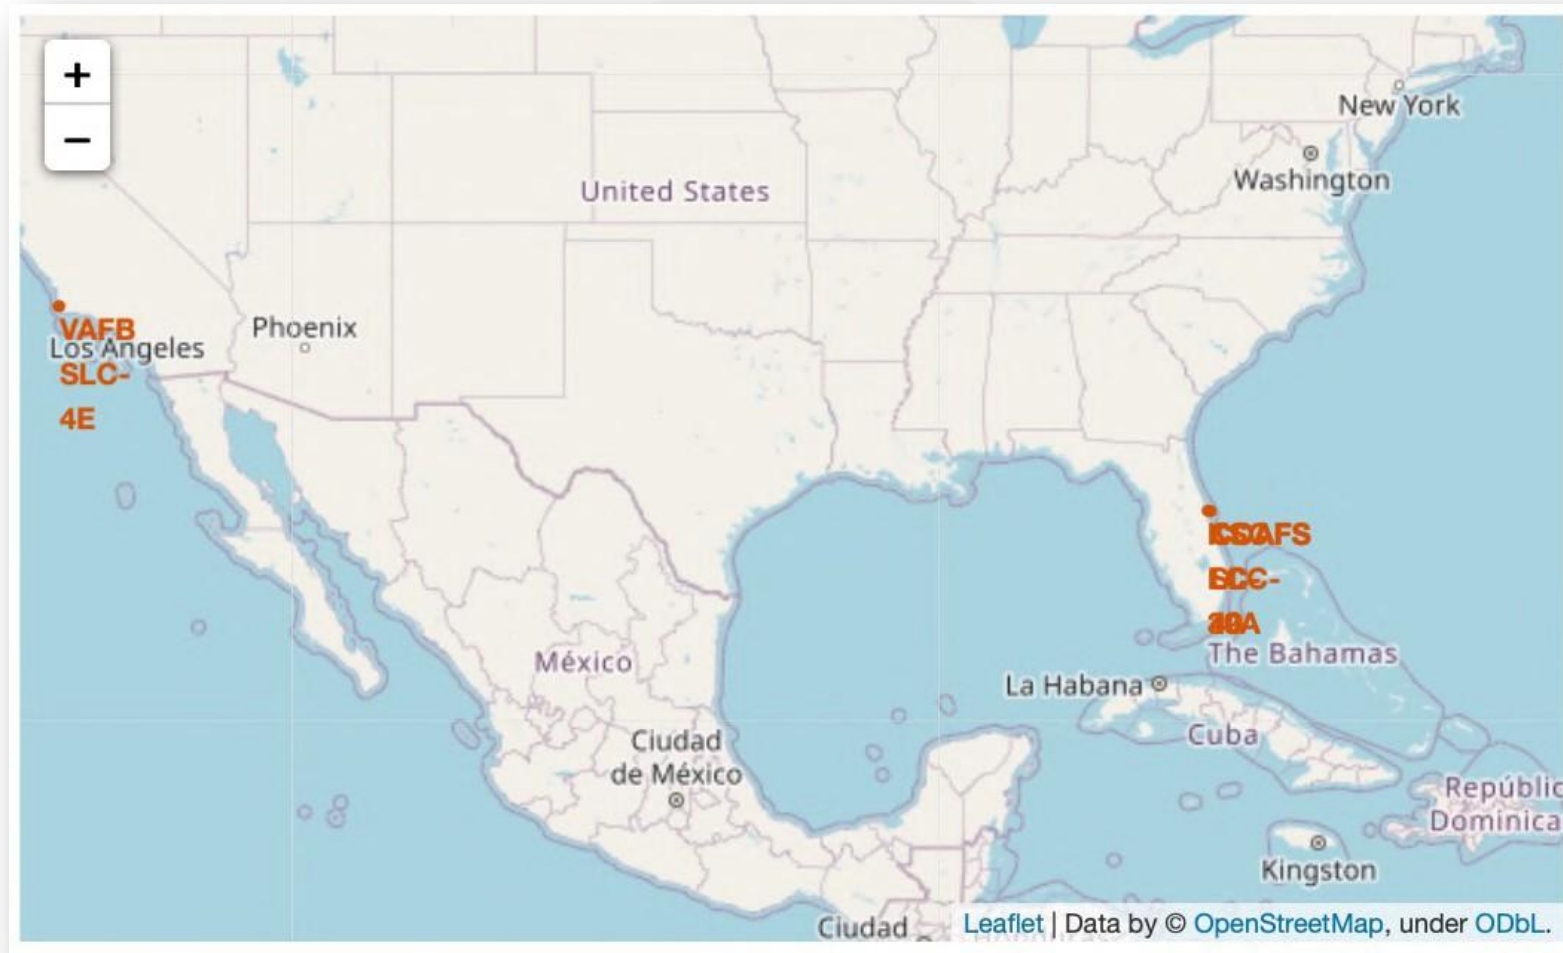 +
−
New York
Washington
United States
VAFB
Los Angeles
SLC-
4E
Phoenix
The Bahamas
La Habana
Cuba
México
Ciudad
de México
Repúblic
Dominica
Kingston
Ciudad
Leaflet | Data by © OpenStreetMap, under ODbL.